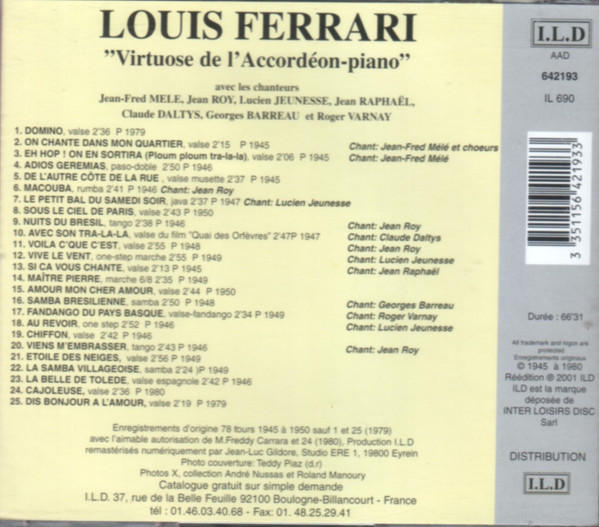 LOUIS FERRARI
"Virtuose de l'Accordéon-piano"
avec les chanteurs
Jean-Fred MELE, Jean ROY, Lucien JEUNESSE, Jean RAPHAËL,
Claude DALTYS, Georges BARREAU et Roger VARNAY
1. DOMINO, valse 2'36 P 1979
2. ON CHANTE DANS MON QUARTIER, valse 2'15 P 1945 Chant: Jean-Fred Mélé et choeurs
3. EH HOP ! ON EN SORTIRA (Ploum ploum tra-la-la), valse 2'06 P 1945 Chant: Jean-Fred Mélé
4. ADIOS GEREMIAS, paso-doble 2'50 P 1946
5. DE L'AUTRE CÔTE DE LA RUE , valse musette 2'37 P 1945
6. MACOUBA, rumba 2'41 P 1946 Chant: Jean Roy
7. LE PETIT BAL DU SAMEDI SOIR, java 2'37 P 1947 Chant: Lucien Jeunesse
8. SOUS LE CIEL DE PARIS, valse 2'43 P 1950
9. NUITS DU BRESIL, tango 2'38 P 1946 Chant: Jean Roy
10. AVEC SON TRA-LA-LA, valse du film "Quai des Orfèvres" 2'47P 1947 Chant: Claude Daltys
11. VOILA C'QUE C'EST, valse 2'55 P 1948 Chant: Jean Roy
12. VIVE LE VENT, one-step marche 2'55 P 1949 Chant: Lucien Jeunesse
13. SI CA VOUS CHANTE, valse 2'13 P 1945 Chant: Jean Raphaël
14. MAÎTRE PIERRE, marche 6/8 2'35 P 1949
15. AMOUR MON CHER AMOUR, valse 2'44 P 1950
16. SAMBA BRESILIENNE, samba 2'50 P 1948 Chant: Georges Barreau
17. FANDANGO DU PAYS BASQUE, valse-fandango 2'34 P 1949 Chant: Roger Varnay
18. AU REVOIR, one step 2'52 P 1946 Chant: Lucien Jeunesse
19. CHIFFON, valse 2'42 P 1946
20. VIENS M'EMBRASSER, tango 2'43 P 1946 Chant: Jean Roy
21. ETOILE DES NEIGES, valse 2'56 P 1949
22. LA SAMBA VILLAGEOISE, samba 2'24 )P 1949
23. LA BELLE DE TOLEDE, valse espagnole 2'42 P 1946
24. CAJOLEUSE, valse 2'36 P 1980
25. DIS BONJOUR A L'AMOUR, valse 2'19 P 1979
Enregistrements d'origine 78 tours 1945 à 1950 sauf 1 et 25 (1979)
avec l'aimable autorisation de M.Freddy Carrara et 24 (1980), Production I.L.D
remastérisés numériquement par Jean-Luc Gildore, Studio ERE 1, 19800 Eyrein
Photo couverture: Teddy Piaz (d.r)
Photos X, collection André Nussas et Roland Manoury
Catalogue gratuit sur simple demande
I.L.D. 37, rue de la Belle Feuille 92100 Boulogne-Billancourt - France
tél : 01.46.03.40.68 - Fax : 01. 48.25.29.41
I.L.D
AAD
642193
IL 690
3 351156 421933
Durée : 66'31
All trademark and logo are
protected
Enregistrements originaux
© 1945 à 1980
Réédition ® 2001 ILD
ILD est une marque
déposée de
INTER LOISIRS DISC
Sarl
DISTRIBUTION
I.L.D